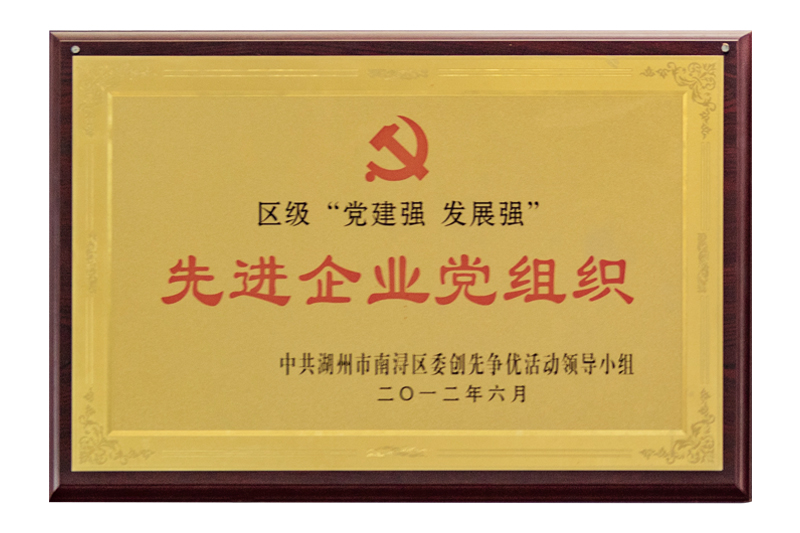 区级“党建强 发展强”
先进企业党组织
中共湖州市南浔区委创先争优活动领导小组
二〇一二年六月